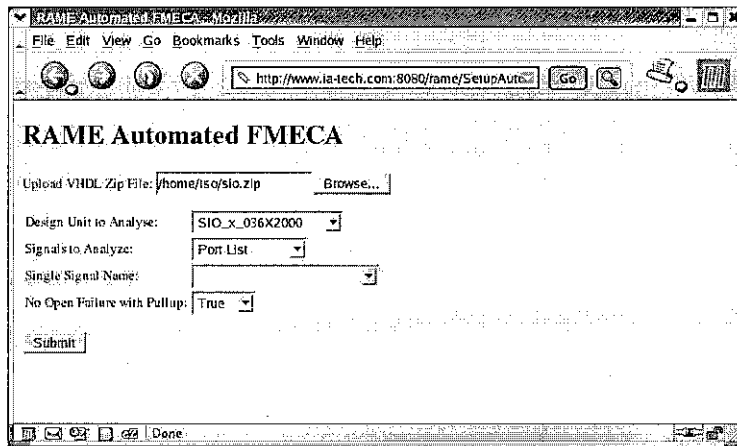 RAME Automated FMECA - Mozilla
File Edit View Go Bookmarks Tools Window Help
http://www.ia-tech.com:8080/rame/SetupAuto Go
RAME Automated FMECA
Upload VHDL Zip File: /home/iso/sio.zip Browse...
Design Unit to Analyse: SIO_x_036X2000
Signals to Analyze: Port List
Single Signal Name:
No Open Failure with Pullup: True
Submit
Done